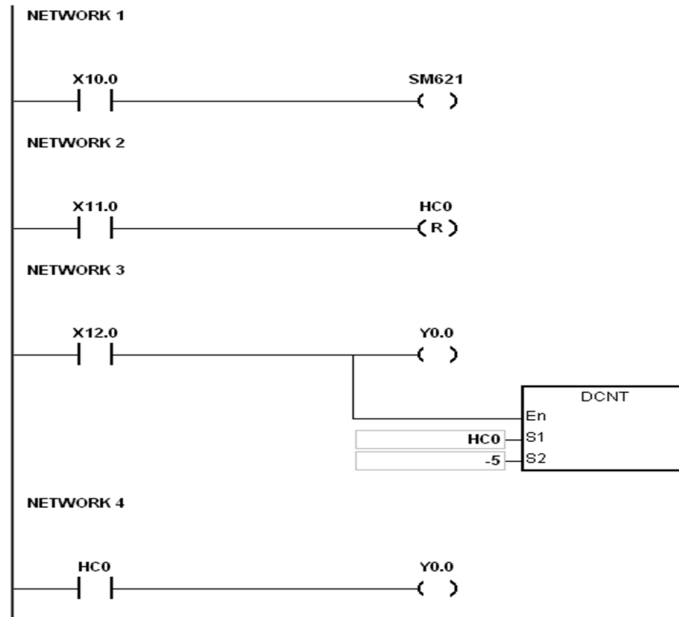 NETWORK 1
X10.0 SM621
NETWORK 2
X11.0 HC0
R
NETWORK 3
X12.0 Y0.0
DCNT
En
HC0 S1
-5 S2
NETWORK 4
HC0 Y0.0